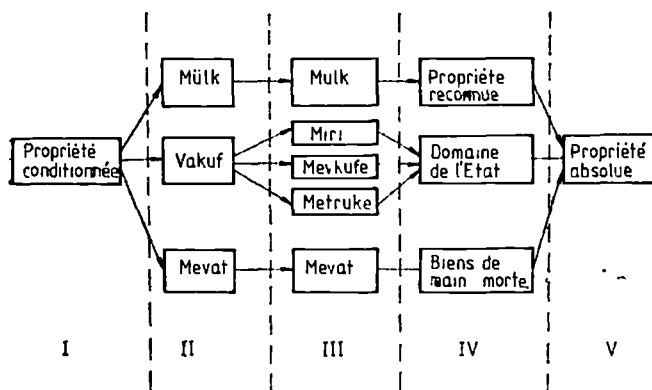 Mülk
Mulk
Propriéte
reconnue
Propriété
conditionnée
Vakuf
Miri
Mevkufe
Metruke
Domaine
de l'Etat
Propriété
absolue
Mevat
Mevat
Biens de
main morte
I
II
III
IV
V